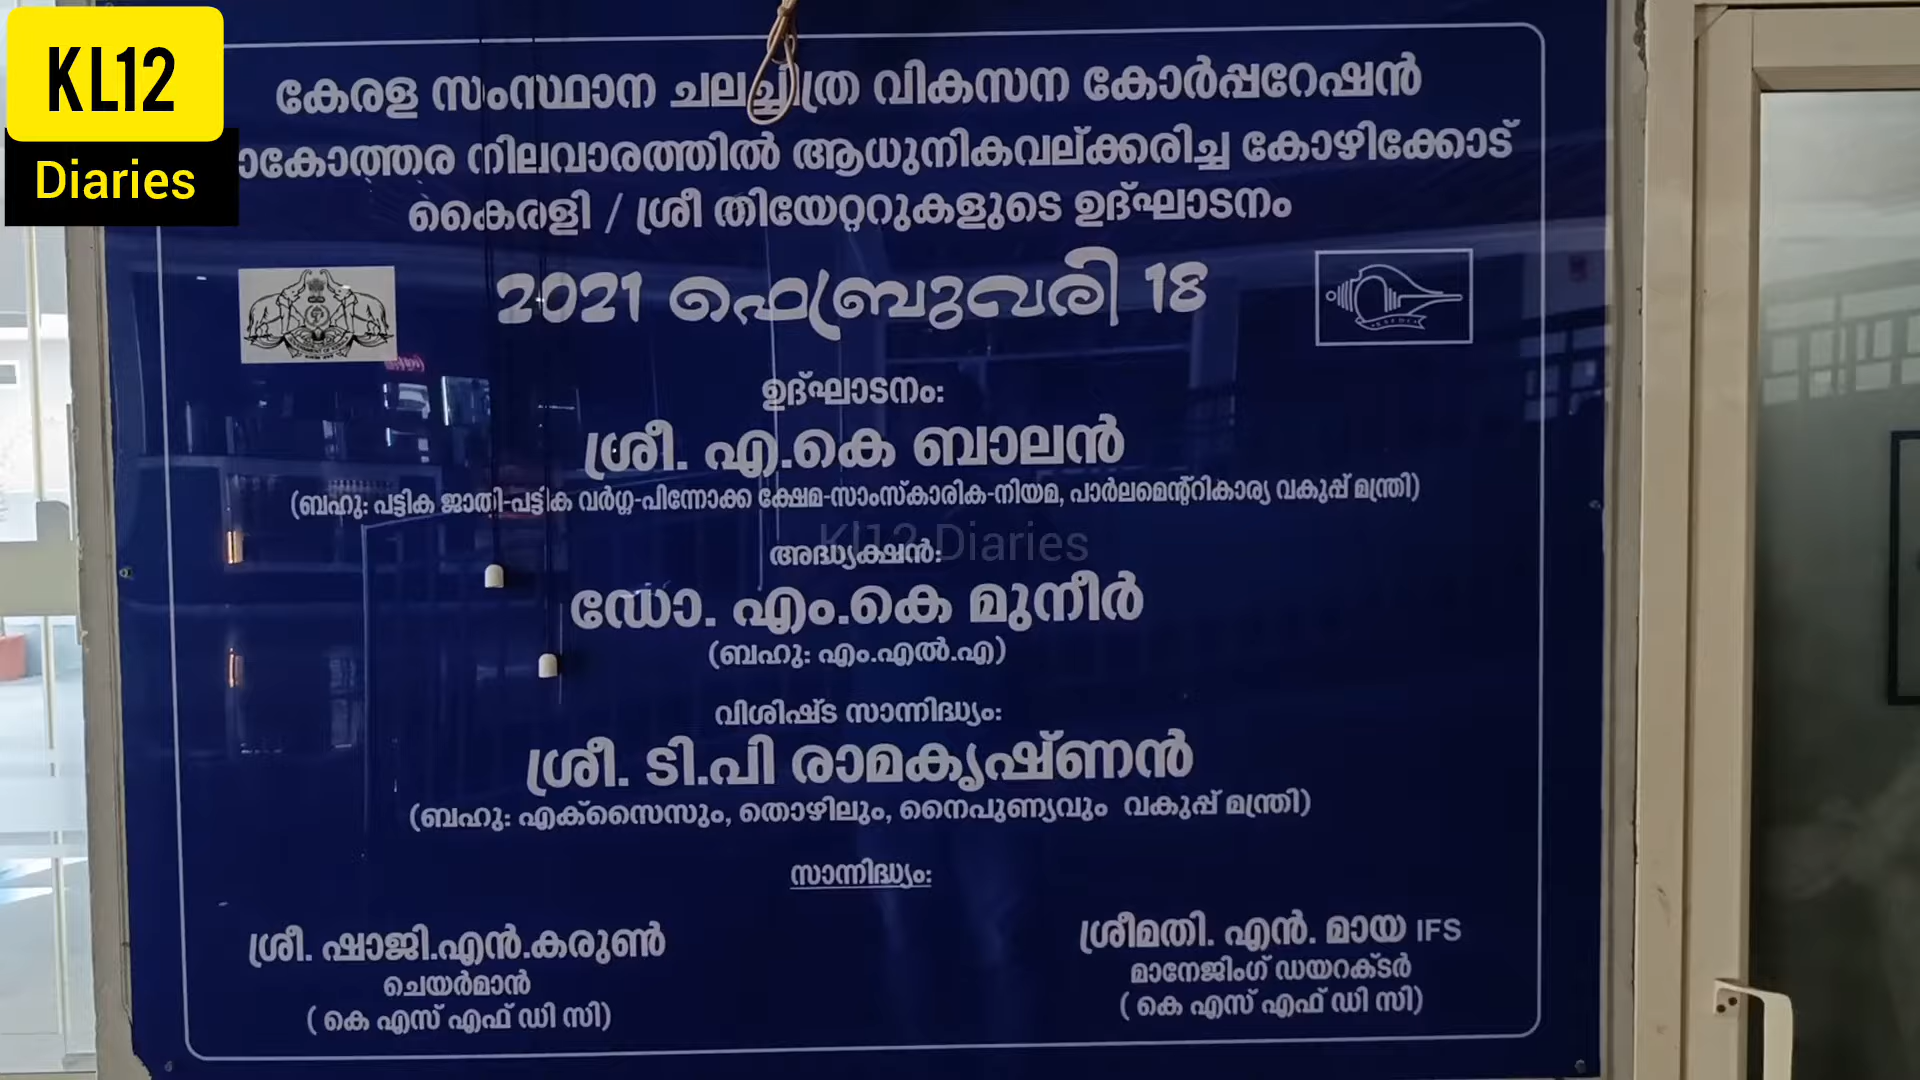 KL12
Diaries
കേരള സംസ്ഥാന ചലച്ചിത്ര വികസന കോർപ്പറേഷൻ
നിലവാരത്തിൽ ആധുനികവല്ക്കരിച്ച കോഴിക്കോട്
കൈരളി / ശ്രീ തിയേറ്ററുകളുടെ ഉദ്ഘാടനം
2021 ഫെബ്രുവരി 18
ഉദ്ഘാടനം:
ശ്രീ. എ.കെ ബാലൻ
(ബഹു: പട്ടിക ജാതി-പട്ടിക വർഗ്ഗ-പിന്നോക്ക ക്ഷേമ-സാംസ്കാരിക-നിയമ, പാർലമെന്റ്റികാര്യ വകുപ്പ് മന്ത്രി)
Kl12 Diaries
അദ്ധ്യക്ഷൻ:
ഡോ. എം.കെ മുനീർ
(ബഹു: എം.എൽ.എ)
വിശിഷ്ട സാന്നിദ്ധ്യം:
ശ്രീ. ടി.പി രാമകൃഷ്ണൻ
(ബഹു: എക്സൈസും, തൊഴിലും, നൈപുണ്യവും വകുപ്പ് മന്ത്രി)
സാന്നിദ്ധ്യം:
ശ്രീ. ഷാജി.എൻ.കരുൺ
ചെയർമാൻ
( കെ എസ് എഫ് ഡി സി)
ശ്രീമതി. എൻ. മായ IFS
മാനേജിംഗ് ഡയറക്ടർ
( കെ എസ് എഫ് ഡി സി)